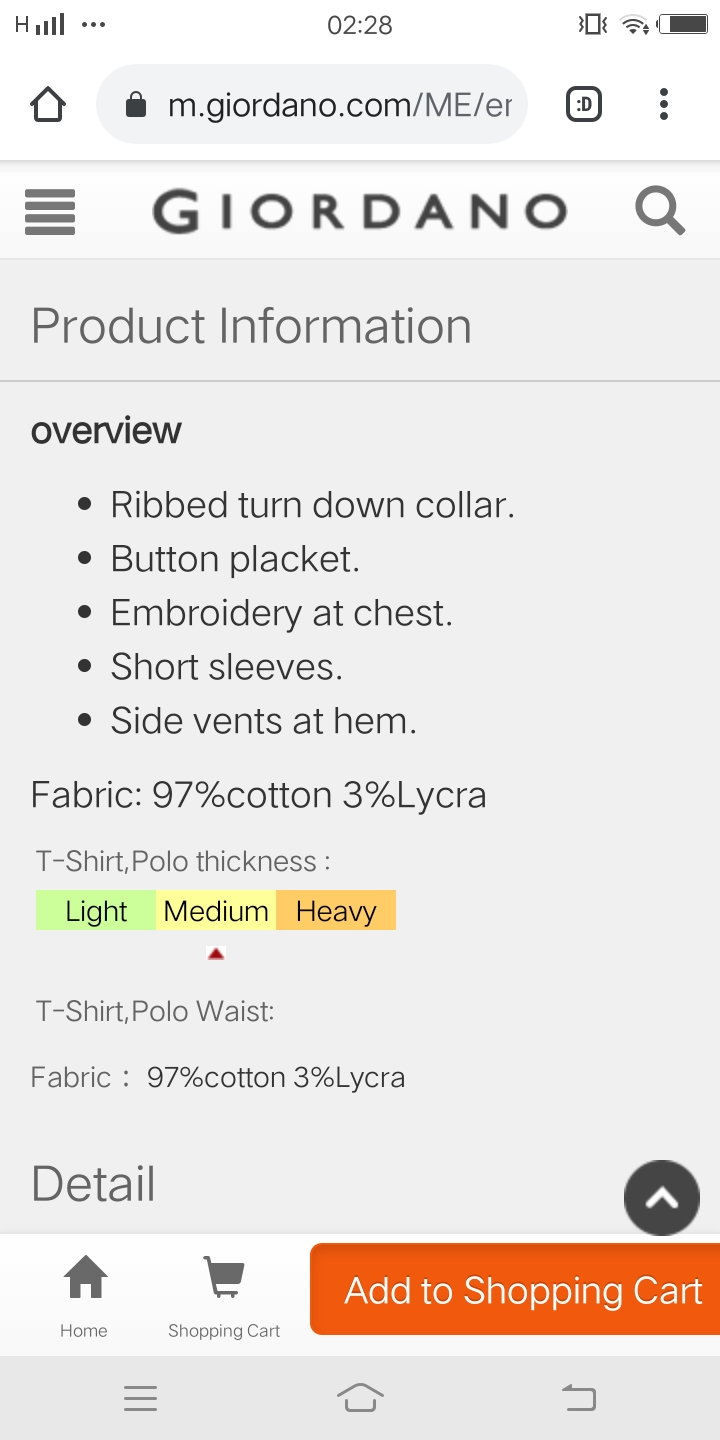 H 02:28
m.giordano.com/ME/er
:D
GIORDANO
Product Information
overview
• Ribbed turn down collar.
• Button placket.
• Embroidery at chest.
• Short sleeves.
• Side vents at hem.
Fabric: 97%cotton 3%Lycra
T-Shirt,Polo thickness :
Light Medium Heavy
T-Shirt,Polo Waist:
Fabric : 97%cotton 3%Lycra
Detail
Add to Shopping Cart
Home Shopping Cart